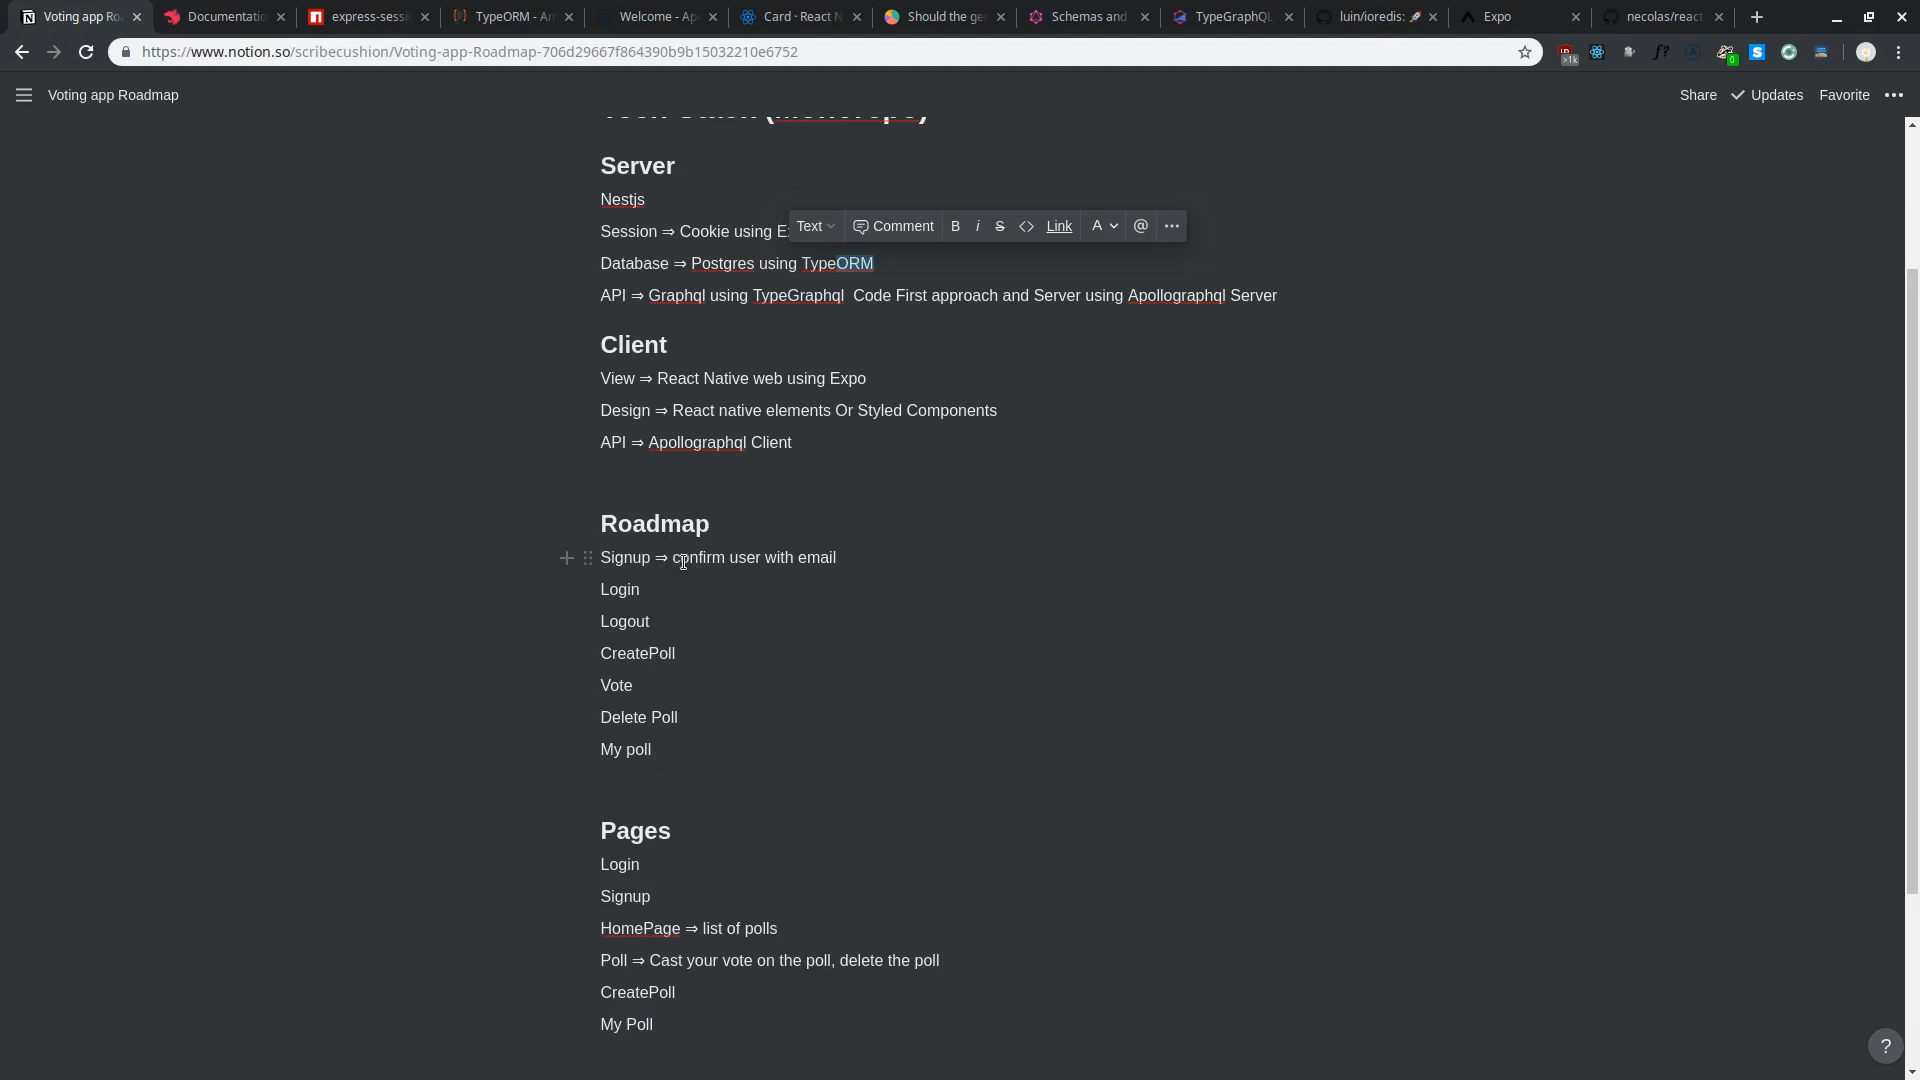 Voting app Ro
Documentatio
express-sessi
TypeORM - Am
Welcome - Ap
Card · React N
Should the ge
Schemas and
TypeGraphQL
luin/ioredis: 🚀
Expo
necolas/react
https://www.notion.so/scribecushion/Voting-app-Roadmap-706d29667f864390b9b15032210e6752
>1k
f?
0
S
Voting app Roadmap
Share
Updates
Favorite
Server
Nestjs
Text
Comment
B i S <> Link A @
Session ⇒ Cookie using E
Database ⇒ Postgres using TypeORM
API ⇒ Graphql using TypeGraphql  Code First approach and Server using Apollographql Server
Client
View ⇒ React Native web using Expo
Design ⇒ React native elements Or Styled Components
API ⇒ Apollographql Client
Roadmap
Signup ⇒ confirm user with email
Login
Logout
CreatePoll
Vote
Delete Poll
My poll
Pages
Login
Signup
HomePage ⇒ list of polls
Poll ⇒ Cast your vote on the poll, delete the poll
CreatePoll
My Poll
?